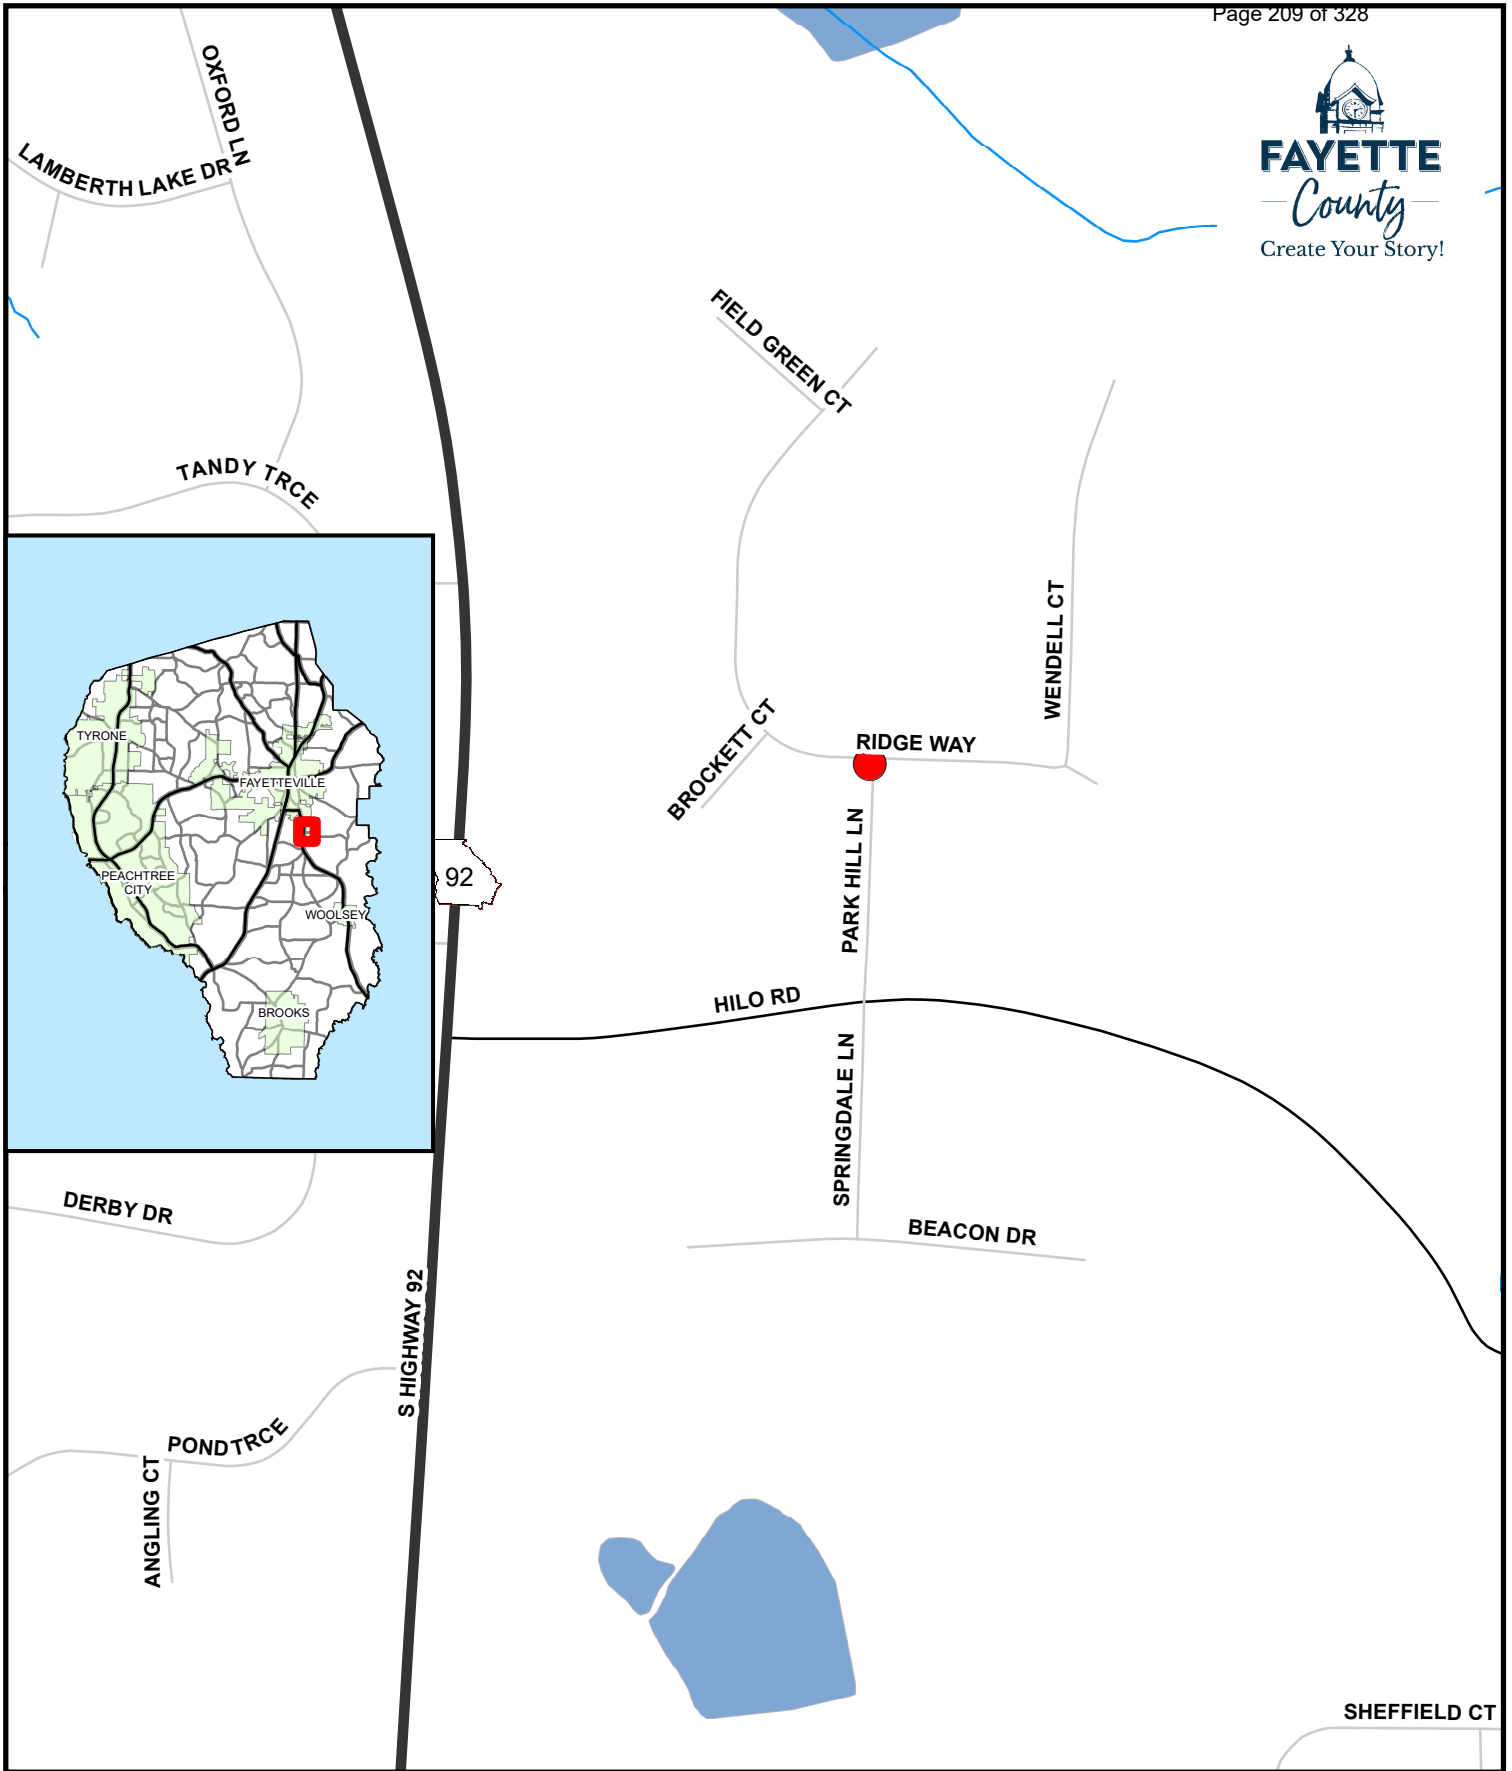 Page 209 of 328
FAYETTE
County
Create Your Story!
OXFORD LN
LAMBERTH LAKE DR
FIELD GREEN CT
TANDY TRCE
WENDELL CT
BROCKETT CT
RIDGE WAY
TYRONE
FAYETTEVILLE
PEACHTREE
CITY
WOOLSEY
BROOKS
92
PARK HILL LN
HILO RD
SPRINGDALE LN
DERBY DR
BEACON DR
S HIGHWAY 92
POND TRCE
ANGLING CT
SHEFFIELD CT